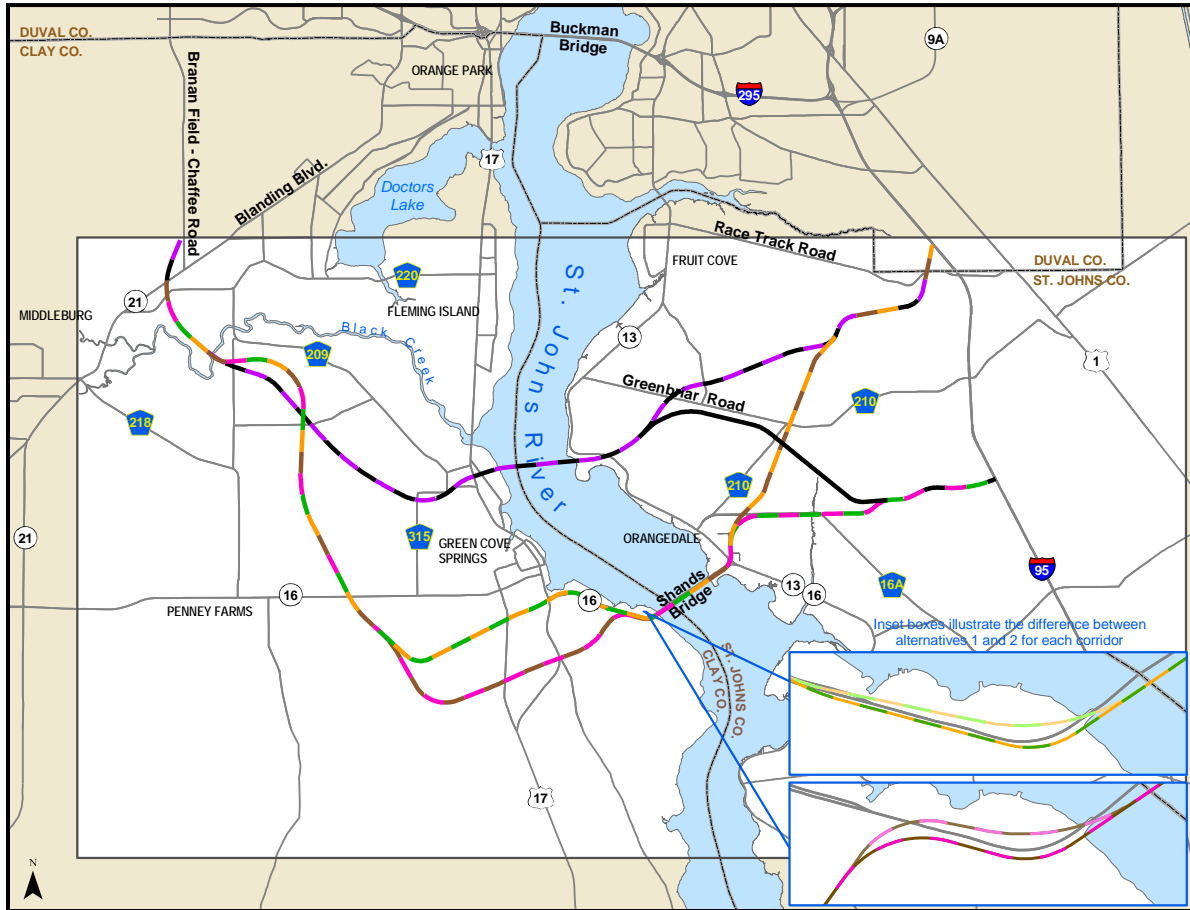 DUVAL CO.
CLAY CO.
Buckman
Bridge
9A
ORANGE PARK
295
Branan Field - Chaffee Road
17
Blanding Blvd.
Doctors
Lake
Race Track Road
FRUIT COVE
DUVAL CO.
ST. JOHNS CO.
220
21
FLEMING ISLAND
MIDDLEBURG
Black Creek
St. Johns River
13
209
1
Greenbriar Road
210
218
210
315
GREEN COVE
SPRINGS
ORANGEDALE
21
95
Shands
Bridge
13
16
16A
16
16
PENNEY FARMS
Inset boxes illustrate the difference between
alternatives 1 and 2 for each corridor
ST. JOHNS CO.
CLAY CO.
17
N